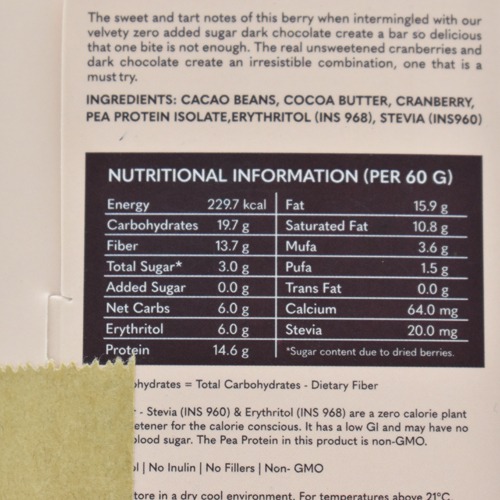 The sweet and tart notes of this berry when intermingled with our
velvety zero added sugar dark chocolate create a bar so delicious
that one bite is not enough. The real unsweetened cranberries and
dark chocolate create an irresistible combination, one that is a
must try.
INGREDIENTS: CACAO BEANS, COCOA BUTTER, CRANBERRY,
PEA PROTEIN ISOLATE,ERYTHRITOL (INS 968), STEVIA (INS960)
NUTRITIONAL INFORMATION (PER 60 G)
Energy 229.7 kcal Fat 15.9 g
Carbohydrates 19.7 g Saturated Fat 10.8 g
Fiber 13.7 g Mufa 3.6 g
Total Sugar* 3.0 g Pufa 1.5 g
Added Sugar 0.0 g Trans Fat 0.0 g
Net Carbs 6.0 g Calcium 64.0 mg
Erythritol 6.0 g Stevia 20.0 mg
Protein 14.6 g *Sugar content due to dried berries.
ohydrates = Total Carbohydrates - Dietary Fiber
- Stevia (INS 960) & Erythritol (INS 968) are a zero calorie plant
etener for the calorie conscious. It has a low GI and may have no
blood sugar. The Pea Protein in this product is non-GMO.
ol | No Inulin | No Fillers | Non- GMO
tore in a dry cool environment. For temperatures above 21°C,